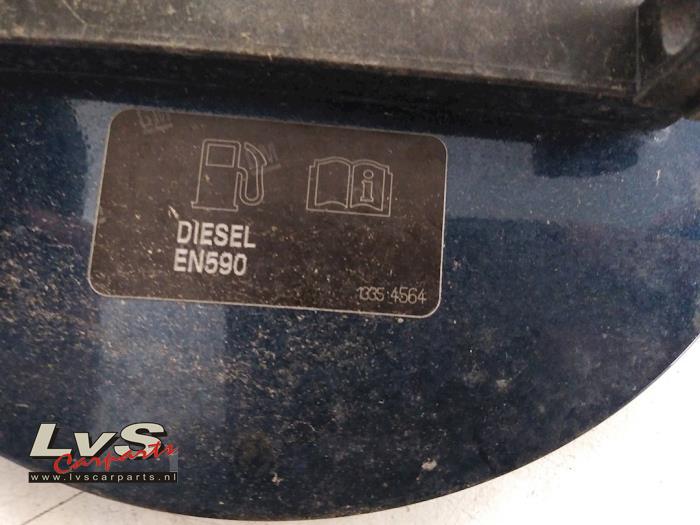 DIESEL
EN590
1335 4564
LvS
Carparts
www.lvscarparts.nl